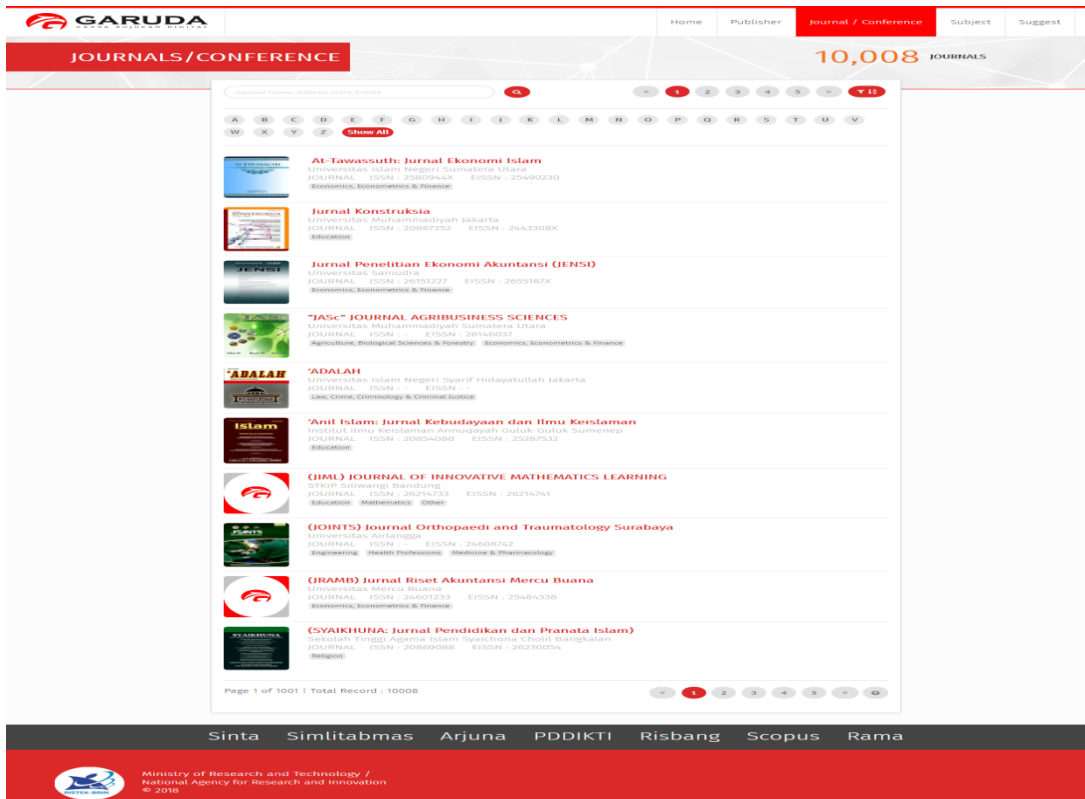 GARUDA
GARBA RUJUKAN DIGITAL
Home Publisher Journal / Conference Subject Suggest
JOURNALS/CONFERENCE
10,008 JOURNALS
Journal Name, Abbrev, ISSN, EISSN
« 1 2 3 4 5 »
A B C D E F G H I J K L M N O P Q R S T U V
W X Y Z Show All
At-Tawassuth: Jurnal Ekonomi Islam
Universitas Islam Negeri Sumatera Utara
JOURNAL ISSN : 2580944X EISSN : 25490230
Economics, Econometrics & Finance
KONSTRUKSIA
Jurnal Konstruksia
Universitas Muhammadiyah Jakarta
JOURNAL ISSN : 20867352 EISSN : 2443308X
Education
JENSI
Jurnal Penelitian Ekonomi Akuntansi (JENSI)
Universitas Samudra
JOURNAL ISSN : 26151227 EISSN : 2655187X
Economics, Econometrics & Finance
"JASc" JOURNAL AGRIBUSINESS SCIENCES
Universitas Muhammadiyah Sumatera Utara
JOURNAL ISSN : - EISSN : 26146037
Agriculture, Biological Sciences & Forestry Economics, Econometrics & Finance
'ADALAH
'ADALAH
Universitas Islam Negeri Syarif Hidayatullah Jakarta
JOURNAL ISSN : - EISSN : -
Law, Crime, Criminology & Criminal Justice
Islam
'Anil Islam: Jurnal Kebudayaan dan Ilmu Keislaman
Institut Ilmu Keislaman Annuqayah Guluk-Guluk Sumenep
JOURNAL ISSN : 20854080 EISSN : 25287532
Education
(JIML) JOURNAL OF INNOVATIVE MATHEMATICS LEARNING
STKIP Siliwangi Bandung
JOURNAL ISSN : 26214733 EISSN : 26214741
Education Mathematics Other
JOINTS
(JOINTS) Journal Orthopaedi and Traumatology Surabaya
Universitas Airlangga
JOURNAL ISSN : - EISSN : 24608742
Engineering Health Professions Medicine & Pharmacology
(JRAMB) Jurnal Riset Akuntansi Mercu Buana
Universitas Mercu Buana
JOURNAL ISSN : 24601233 EISSN : 25484338
Economics, Econometrics & Finance
SYAIKHUNA
(SYAIKHUNA: Jurnal Pendidikan dan Pranata Islam)
Sekolah Tinggi Agama Islam Syaichona Cholil Bangkalan
JOURNAL ISSN : 20869088 EISSN : 26230054
Religion
Page 1 of 1001 | Total Record : 10008
« 1 2 3 4 5 »
Sinta Simlitabmas Arjuna PDDIKTI Risbang Scopus Rama
RISTEK-BRIN
Ministry of Research and Technology /
National Agency for Research and Innovation
© 2018